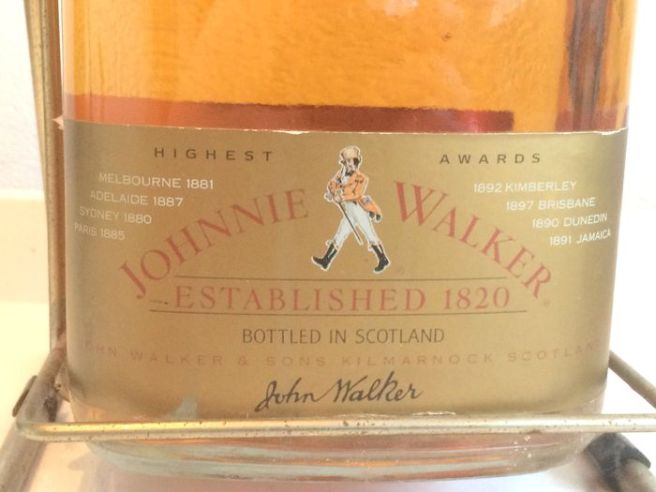 HIGHEST AWARDS
MELBOURNE 1881
ADELAIDE 1887
SYDNEY 1880
PARIS 1885
1892 KIMBERLEY
1897 BRISBANE
1890 DUNEDIN
1891 JAMAICA
JOHNNIE WALKER
ESTABLISHED 1820
BOTTLED IN SCOTLAND
JOHN WALKER & SONS KILMARNOCK SCOTLAND
John Walker